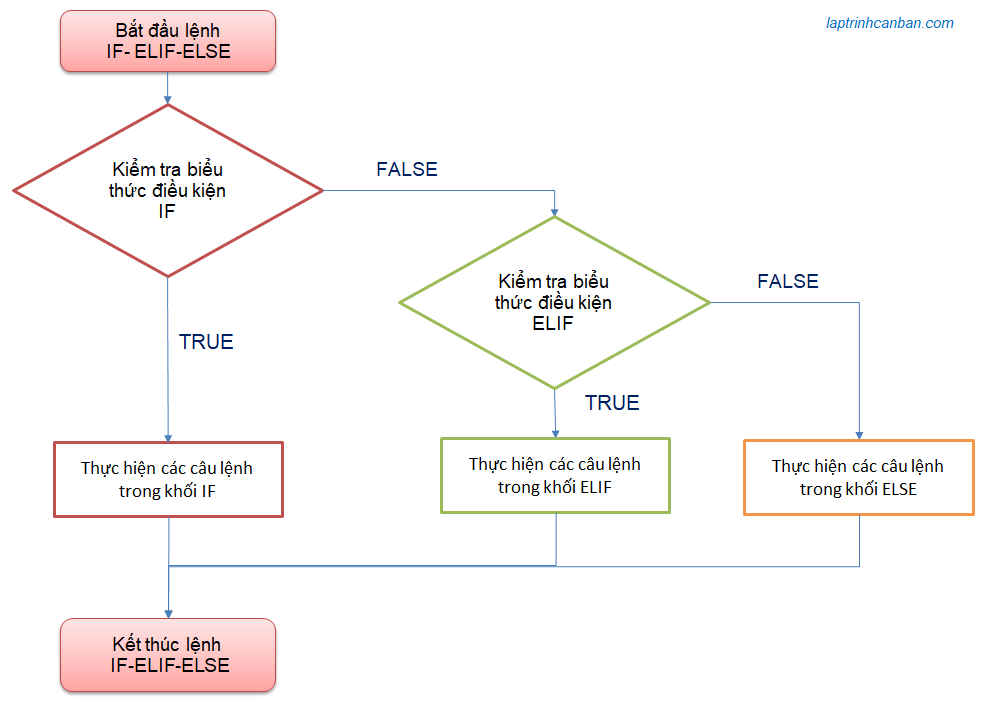 laptrinhcanban.com
Bắt đầu lệnh
IF- ELIF-ELSE
Kiểm tra biểu
thức điều kiện
IF
FALSE
Kiểm tra biểu
thức điều kiện
ELIF
FALSE
TRUE
TRUE
Thực hiện các câu lệnh
trong khối IF
Thực hiện các câu lệnh
trong khối ELIF
Thực hiện các câu lệnh
trong khối ELSE
Kết thúc lệnh
IF-ELIF-ELSE